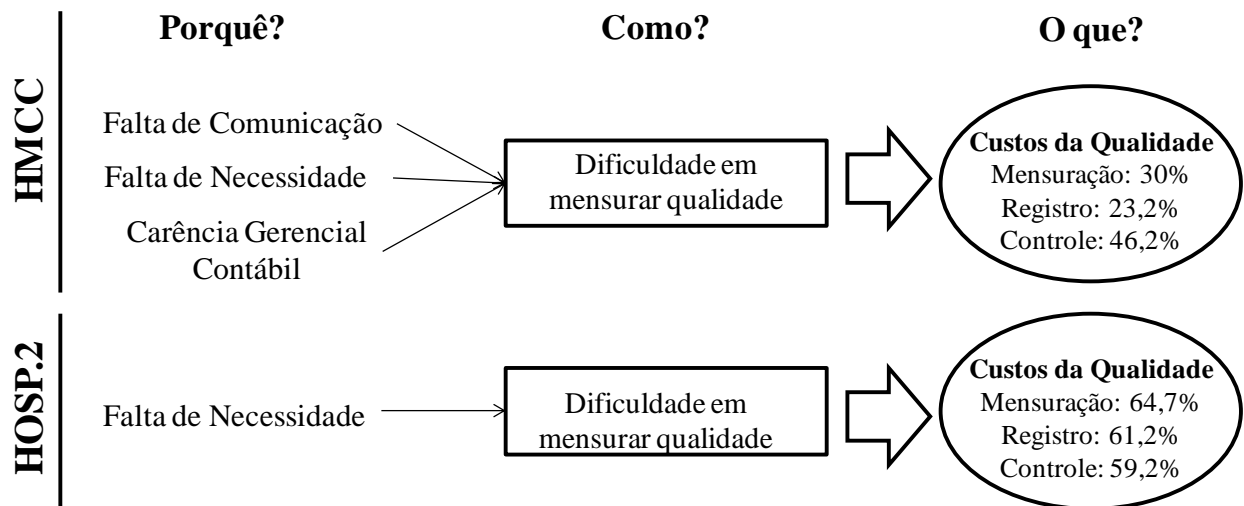 Porquê?
Como?
O que?
HMCC
Falta de Comunicação
Falta de Necessidade
Carência Gerencial
Contábil
Dificuldade em
mensurar qualidade
Custos da Qualidade
Mensuração: 30%
Registro: 23,2%
Controle: 46,2%
HOSP.2
Falta de Necessidade
Dificuldade em
mensurar qualidade
Custos da Qualidade
Mensuração: 64,7%
Registro: 61,2%
Controle: 59,2%